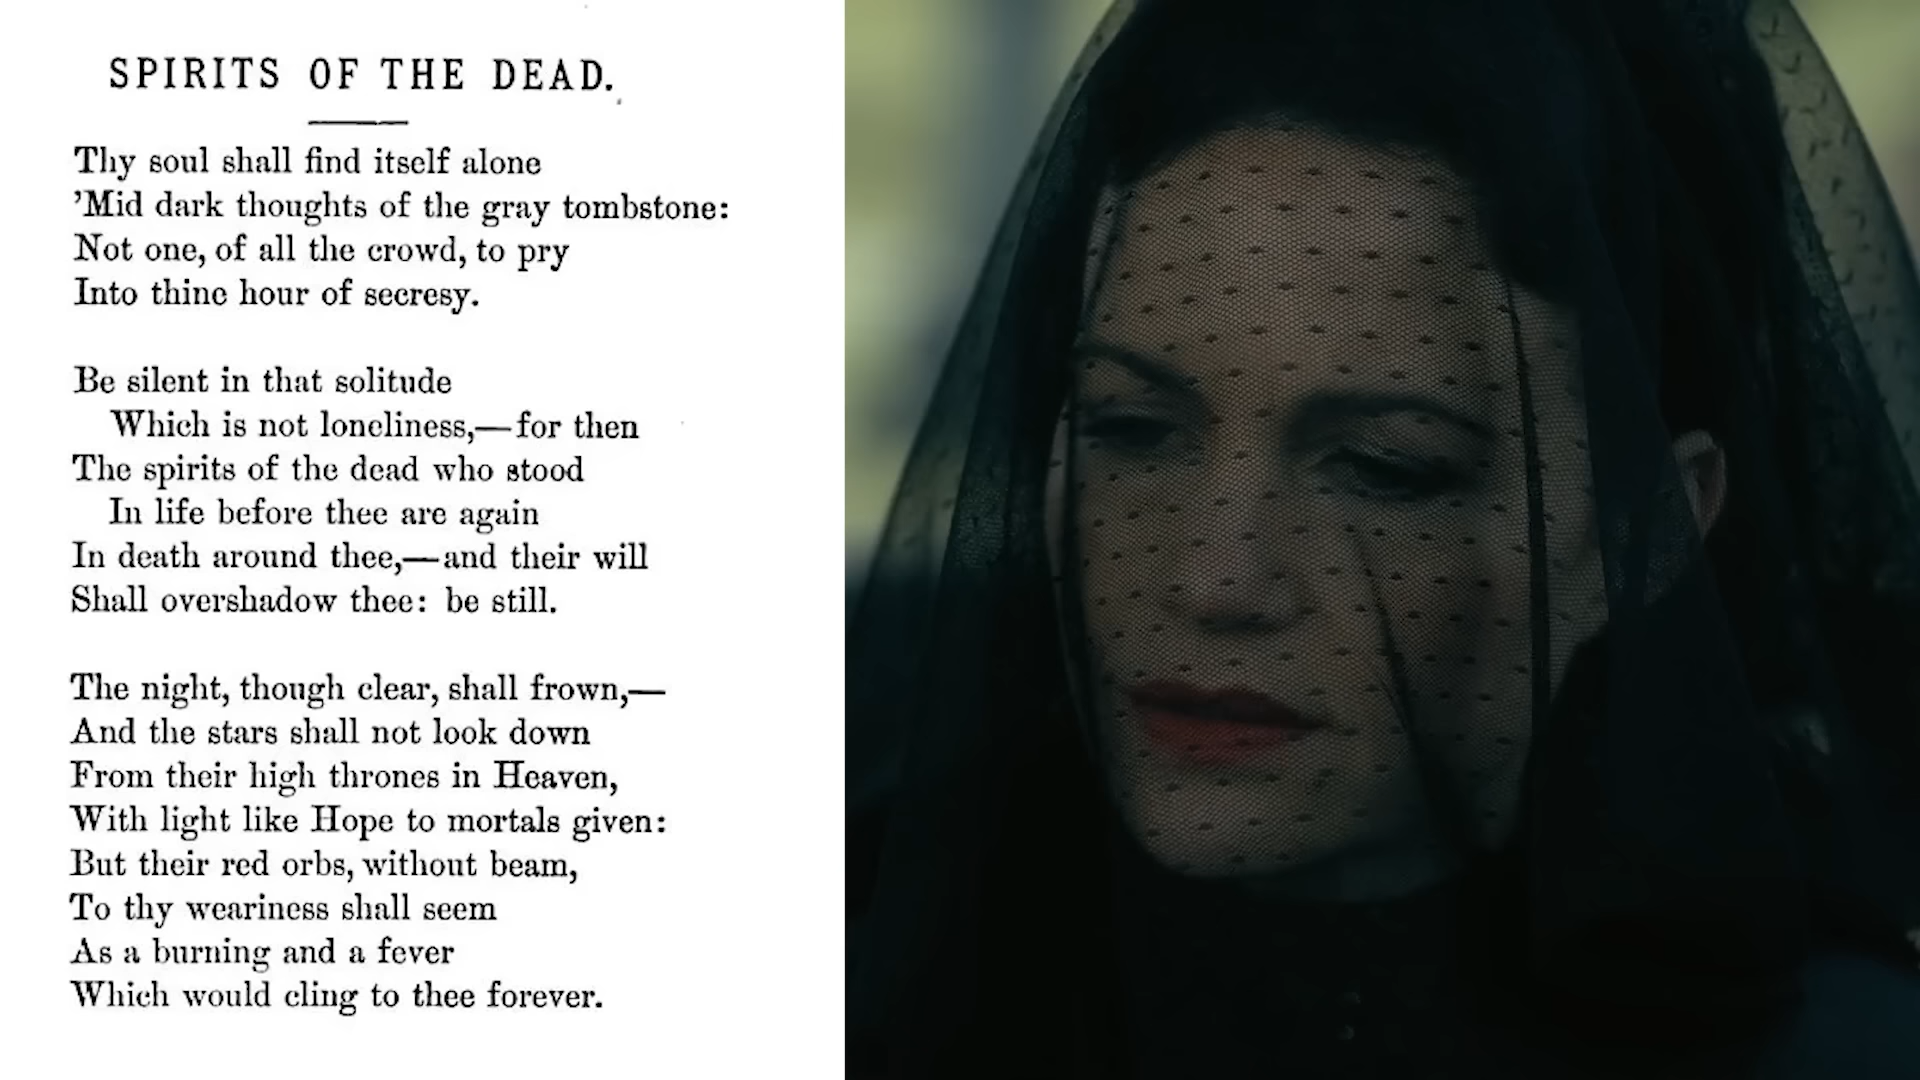 SPIRITS OF THE DEAD.
Thy soul shall find itself alone
'Mid dark thoughts of the gray tombstone:
Not one, of all the crowd, to pry
Into thine hour of secresy.
Be silent in that solitude
Which is not loneliness,—for then
The spirits of the dead who stood
In life before thee are again
In death around thee,—and their will
Shall overshadow thee: be still.
The night, though clear, shall frown,—
And the stars shall not look down
From their high thrones in Heaven,
With light like Hope to mortals given:
But their red orbs, without beam,
To thy weariness shall seem
As a burning and a fever
Which would cling to thee forever.